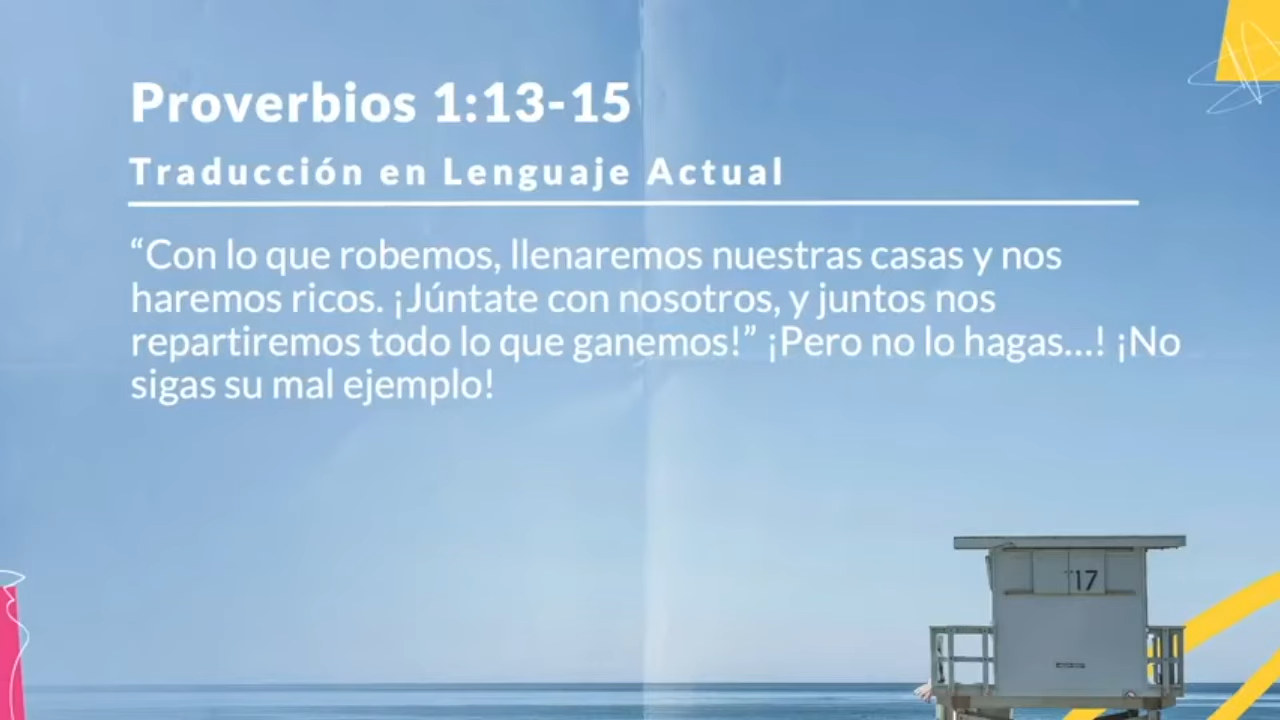 Proverbios 1:13-15
Traducción en Lenguaje Actual
“Con lo que robemos, llenaremos nuestras casas y nos
haremos ricos. ¡Júntate con nosotros, y juntos nos
repartiremos todo lo que ganemos!” ¡Pero no lo hagas...! ¡No
sigas su mal ejemplo!
17